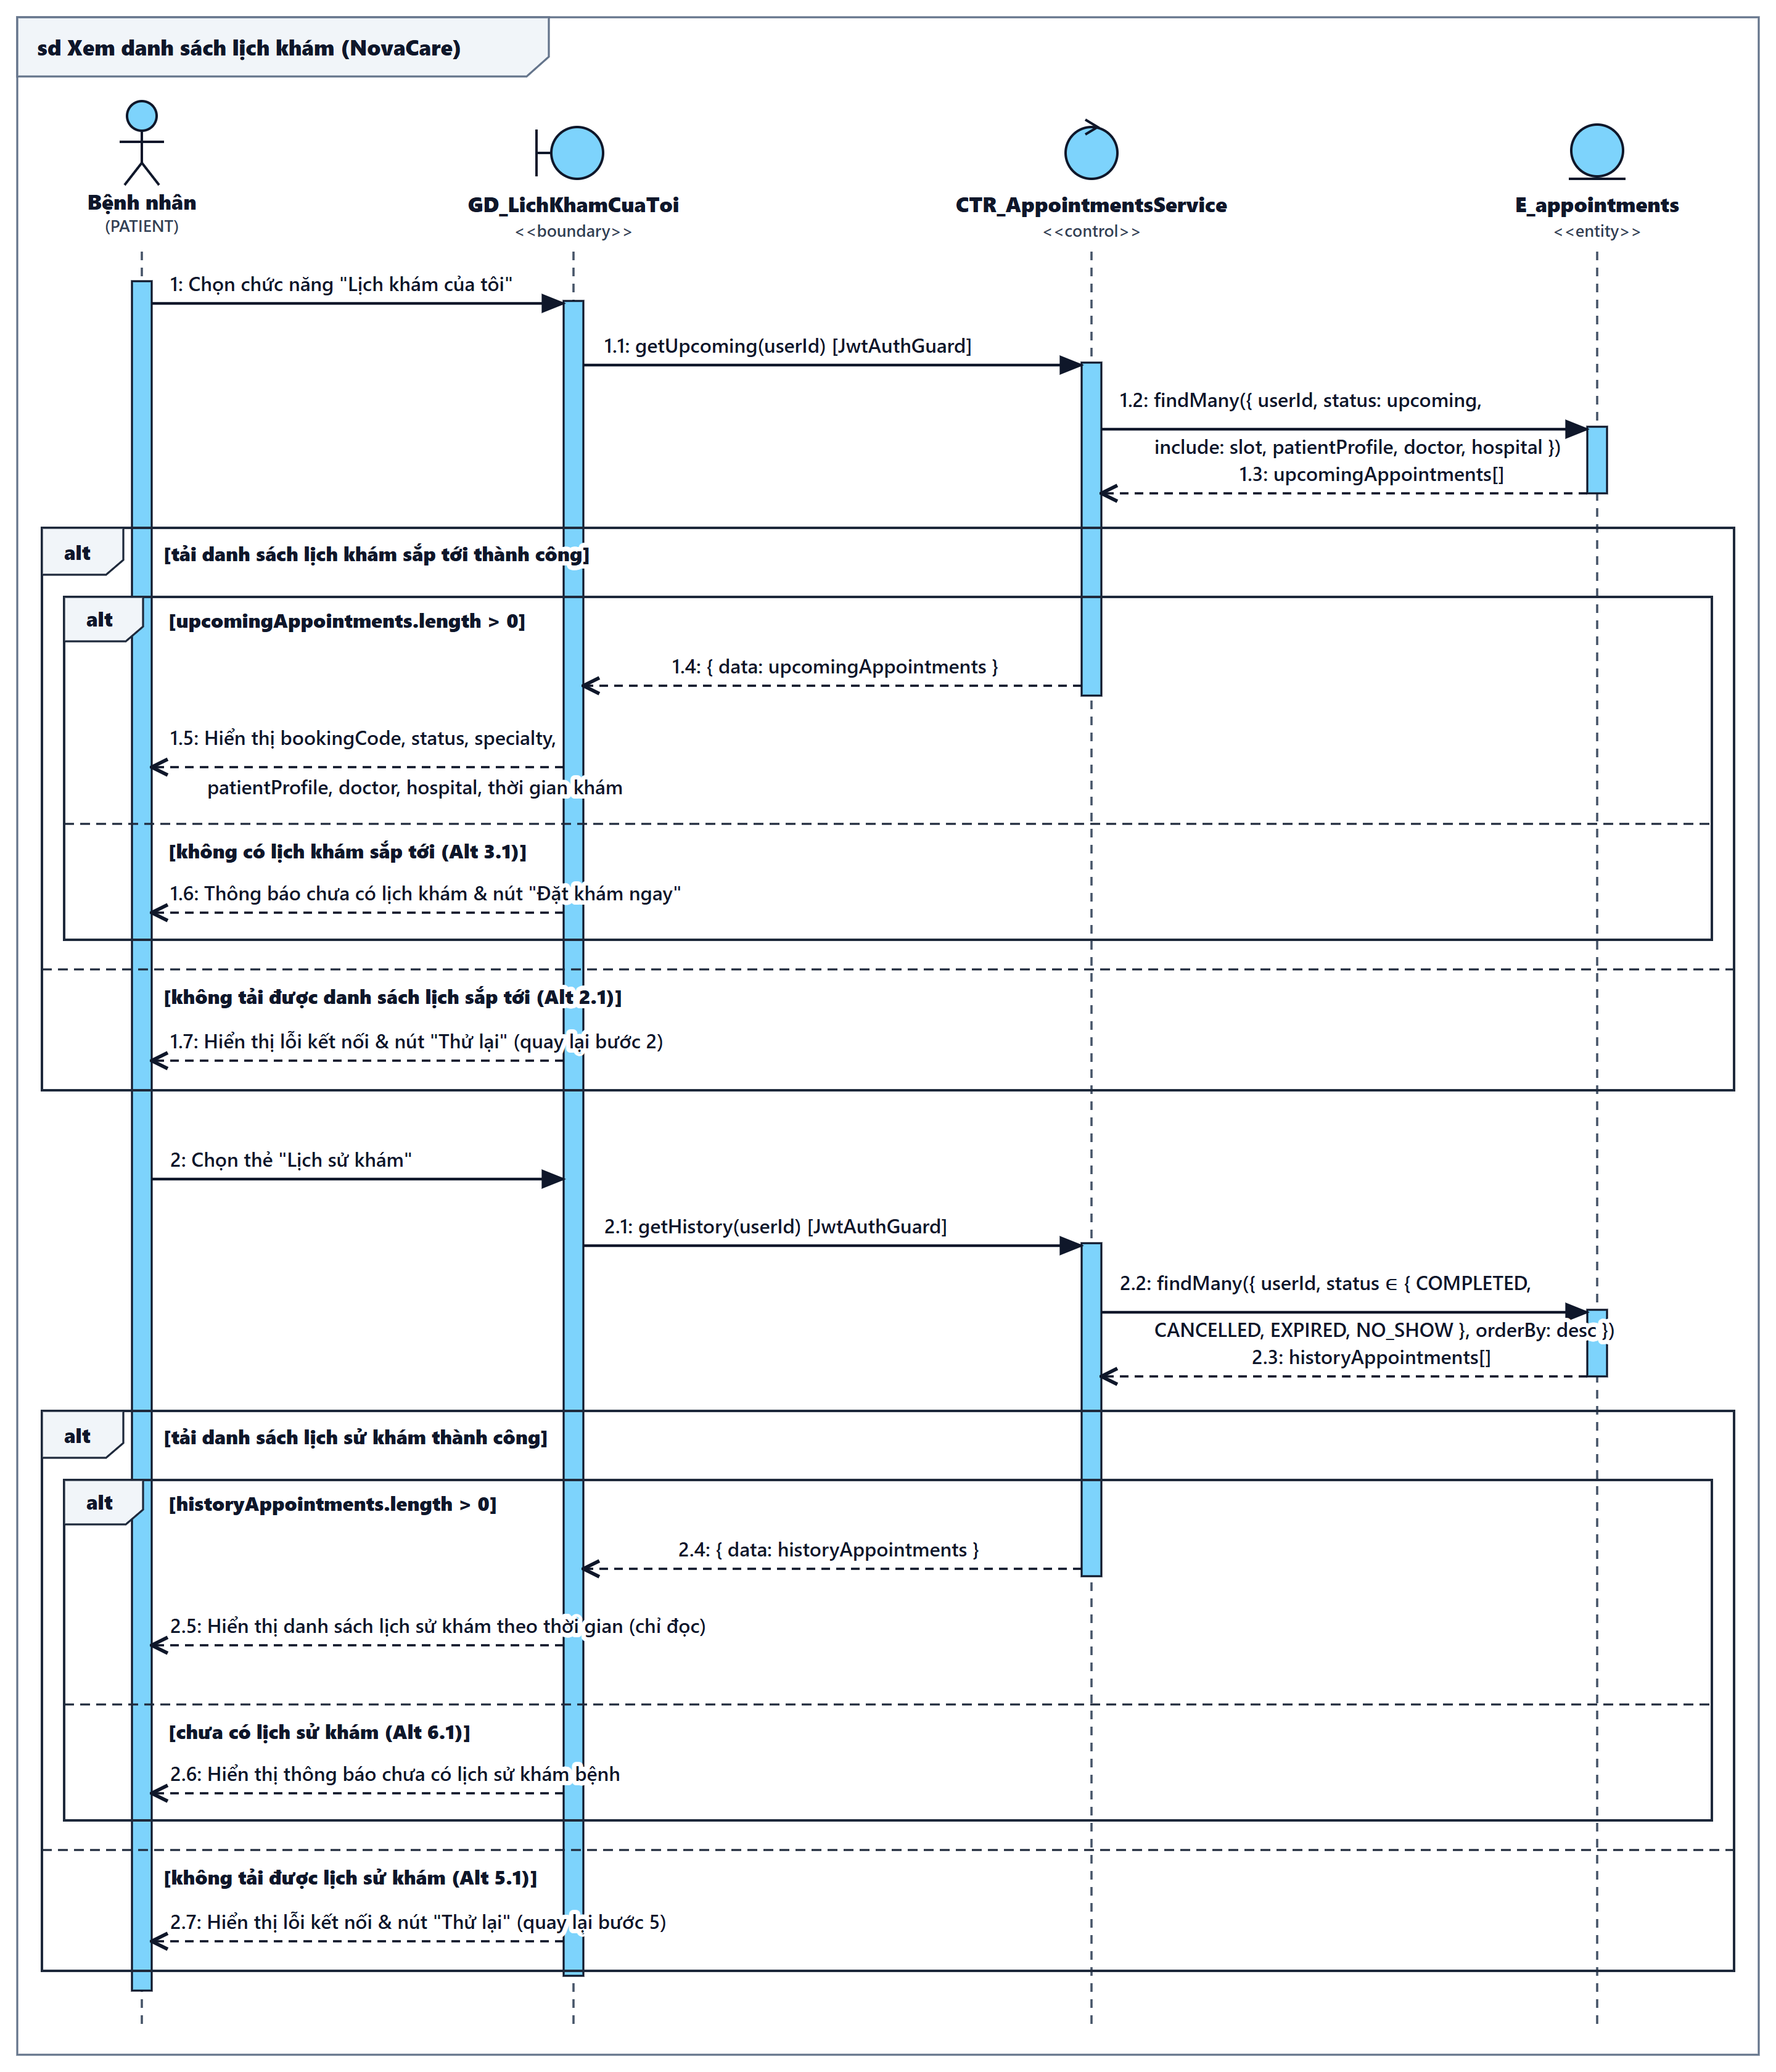 sd Xem danh sách lịch khám (NovaCare)
Bệnh nhân
(PATIENT)
GD_LichKhamCuaToi
<<boundary>>
CTR_AppointmentsService
<<control>>
E_appointments
<<entity>>
1: Chọn chức năng "Lịch khám của tôi"
1.1: getUpcoming(userId) [JwtAuthGuard]
1.2: findMany({ userId, status: upcoming,
include: slot, patientProfile, doctor, hospital })
1.3: upcomingAppointments[]
alt
[tải danh sách lịch khám sắp tới thành công]
alt
[upcomingAppointments.length > 0]
1.4: { data: upcomingAppointments }
1.5: Hiển thị bookingCode, status, specialty,
patientProfile, doctor, hospital, thời gian khám
[không có lịch khám sắp tới (Alt 3.1)]
1.6: Thông báo chưa có lịch khám & nút "Đặt khám ngay"
[không tải được danh sách lịch sắp tới (Alt 2.1)]
1.7: Hiển thị lỗi kết nối & nút "Thử lại" (quay lại bước 2)
2: Chọn thẻ "Lịch sử khám"
2.1: getHistory(userId) [JwtAuthGuard]
2.2: findMany({ userId, status ∈ { COMPLETED,
CANCELLED, EXPIRED, NO_SHOW }, orderBy: desc })
2.3: historyAppointments[]
alt
[tải danh sách lịch sử khám thành công]
alt
[historyAppointments.length > 0]
2.4: { data: historyAppointments }
2.5: Hiển thị danh sách lịch sử khám theo thời gian (chỉ đọc)
[chưa có lịch sử khám (Alt 6.1)]
2.6: Hiển thị thông báo chưa có lịch sử khám bệnh
[không tải được lịch sử khám (Alt 5.1)]
2.7: Hiển thị lỗi kết nối & nút "Thử lại" (quay lại bước 5)